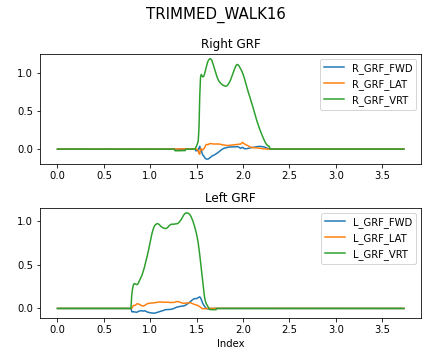 TRIMMED_WALK16
Right GRF
R_GRF_FWD
R_GRF_LAT
R_GRF_VRT
1.0
0.5
0.0
0.0 0.5 1.0 1.5 2.0 2.5 3.0 3.5
Left GRF
L_GRF_FWD
L_GRF_LAT
L_GRF_VRT
1.0
0.5
0.0
0.0 0.5 1.0 1.5 2.0 2.5 3.0 3.5
Index